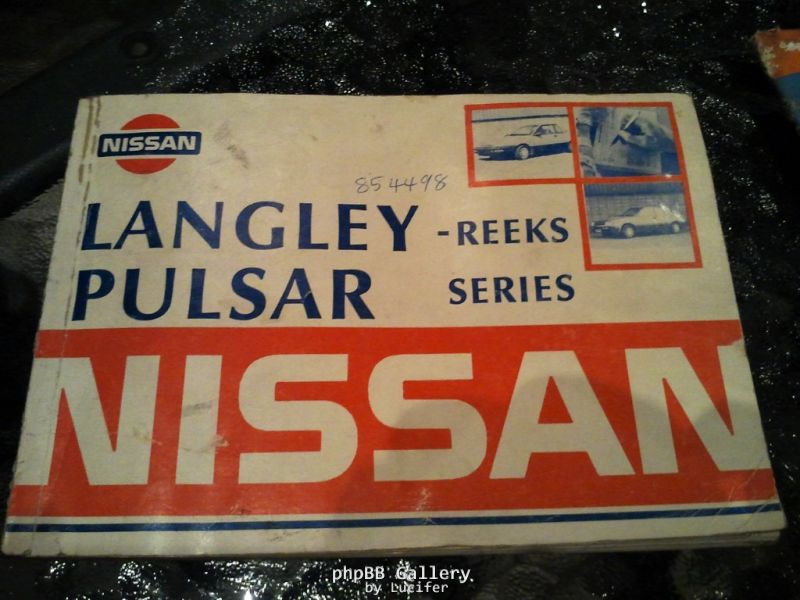 NISSAN
854498
LANGLEY -REEKS
PULSAR SERIES
NISSAN
phpBB Gallery
by Lucifer